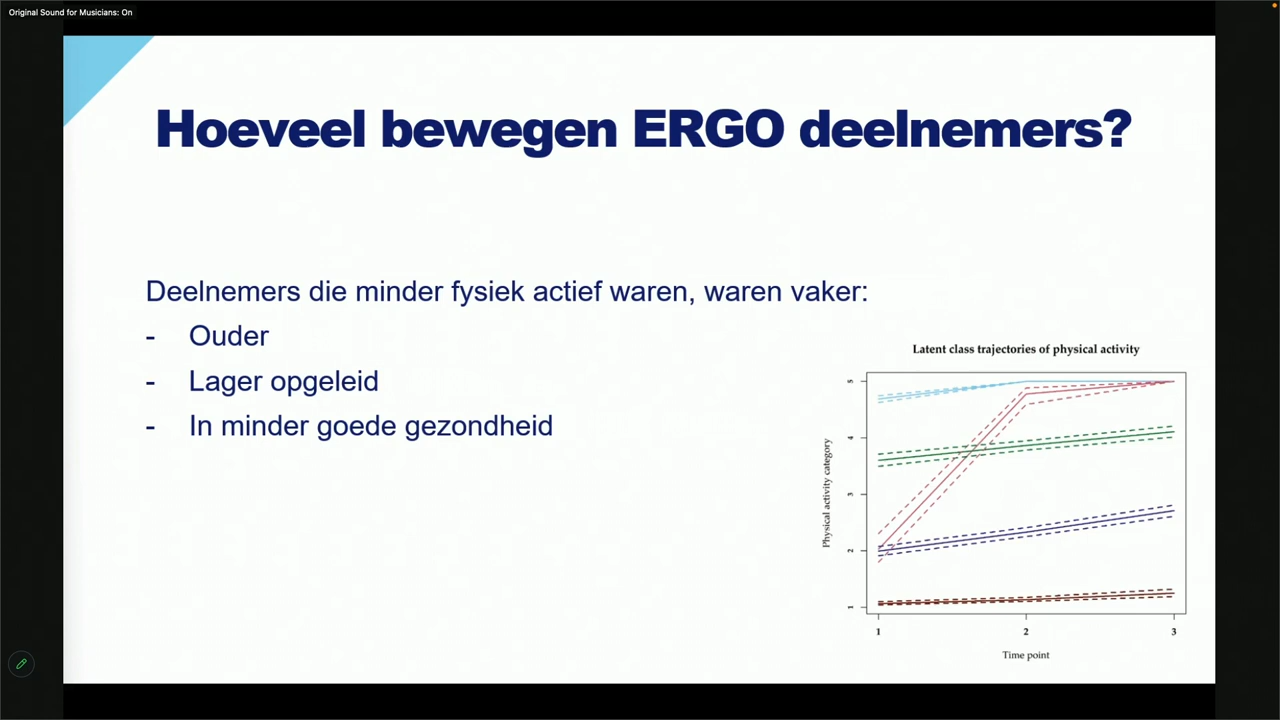 Original Sound for Musicians: On
Hoeveel bewegen ERGO deelnemers?
Deelnemers die minder fysiek actief waren, waren vaker:
- Ouder
- Lager opgeleid
- In minder goede gezondheid
Latent class trajectories of physical activity
Physical activity category
5
4
3
2
1
1 2 3
Time point